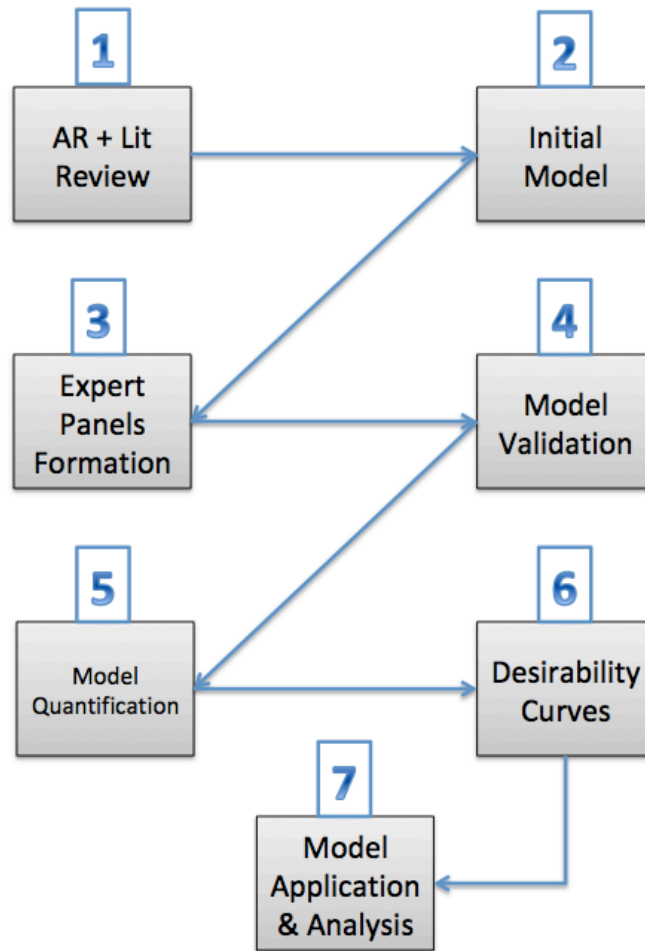 1
AR + Lit
Review
2
Initial
Model
3
Expert
Panels
Formation
4
Model
Validation
5
Model
Quantification
6
Desirability
Curves
7
Model
Application
& Analysis